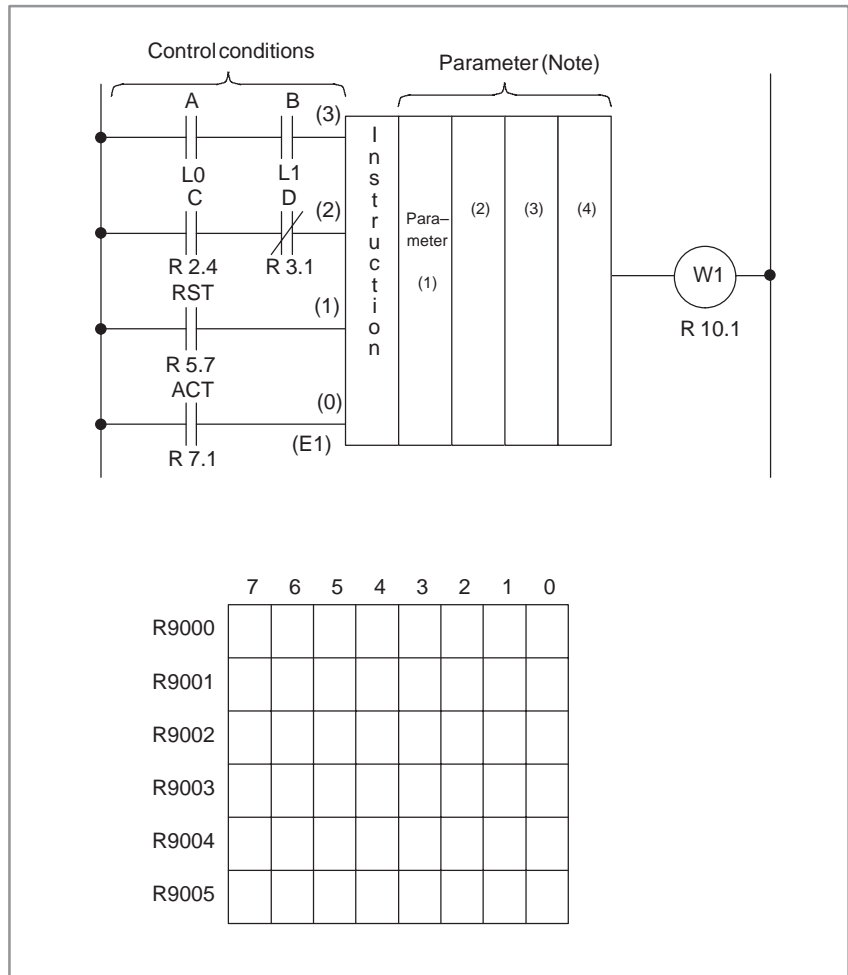 Control conditions
Parameter (Note)
A B (3)
L0 L1
C D (2)
R 2.4 R 3.1
RST (1)
R 5.7
ACT (0)
(E1)
R 7.1
Instruction
Para–
meter
(1)
(2) (3) (4)
W1
R 10.1
7 6 5 4 3 2 1 0
R9000
R9001
R9002
R9003
R9004
R9005